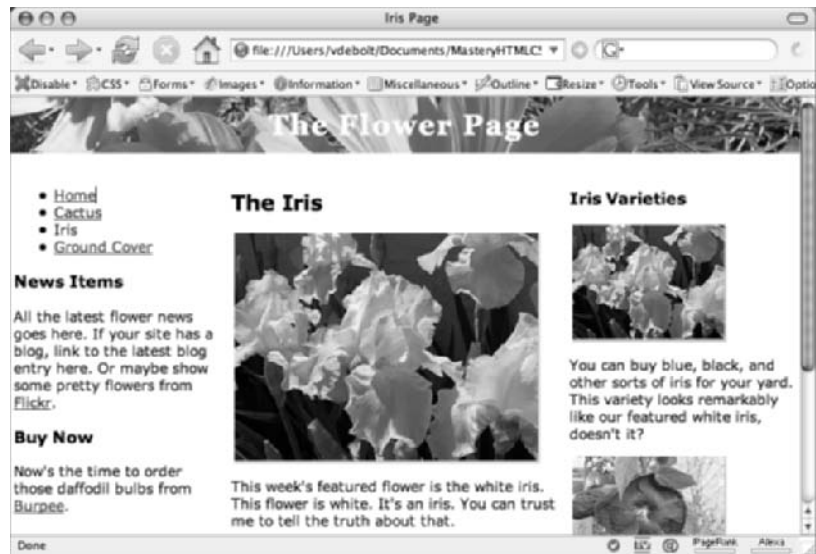 Iris Page
file:///Users/vdebolt/Documents/MasteryHTMLC
G
Disable CSS Forms Images Information Miscellaneous Outline Resize Tools View Source Optio
The Flower Page
Home
Cactus
Iris
Ground Cover
News Items
All the latest flower news
goes here. If your site has a
blog, link to the latest blog
entry here. Or maybe show
some pretty flowers from
Flickr.
Buy Now
Now's the time to order
those daffodil bulbs from
Burpee.
The Iris
This week's featured flower is the white iris.
This flower is white. It's an iris. You can trust
me to tell the truth about that.
Iris Varieties
You can buy blue, black, and
other sorts of iris for your yard.
This variety looks remarkably
like our featured white iris,
doesn't it?
Done
PageRank Alexa